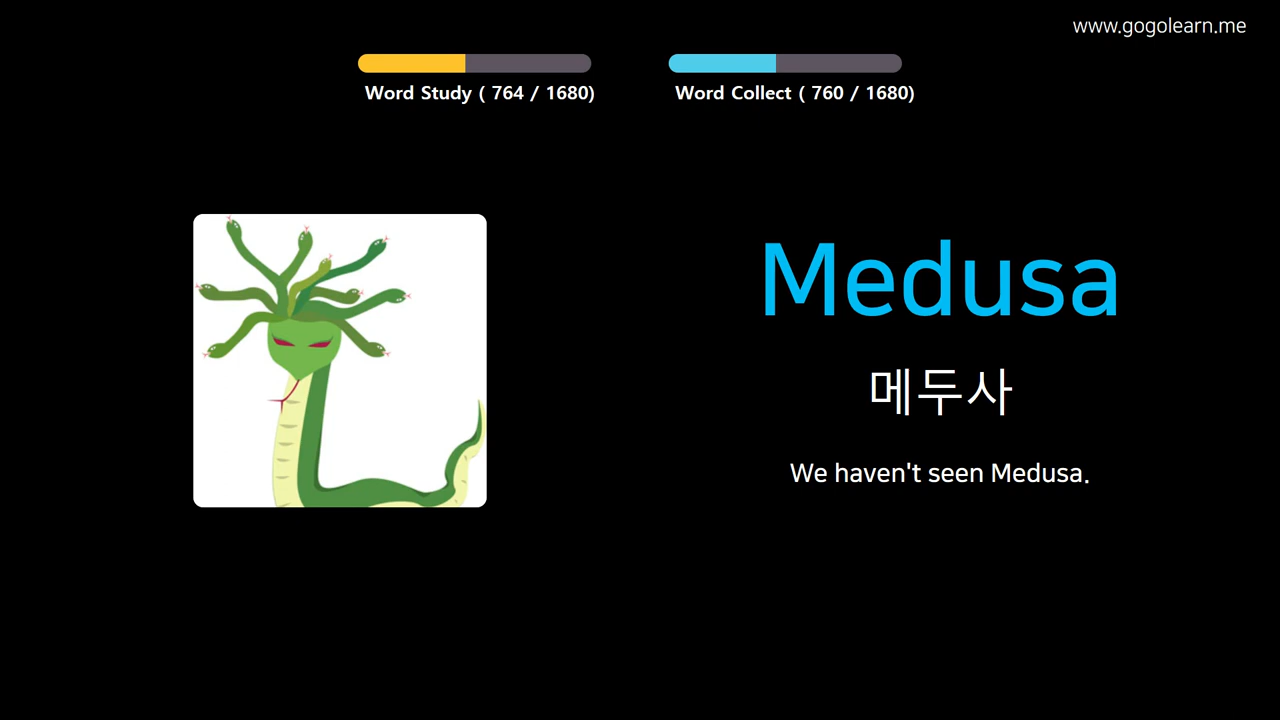 www.gogolearn.me
Word Study ( 764 / 1680)
Word Collect ( 760 / 1680)
Medusa
메두사
We haven't seen Medusa.